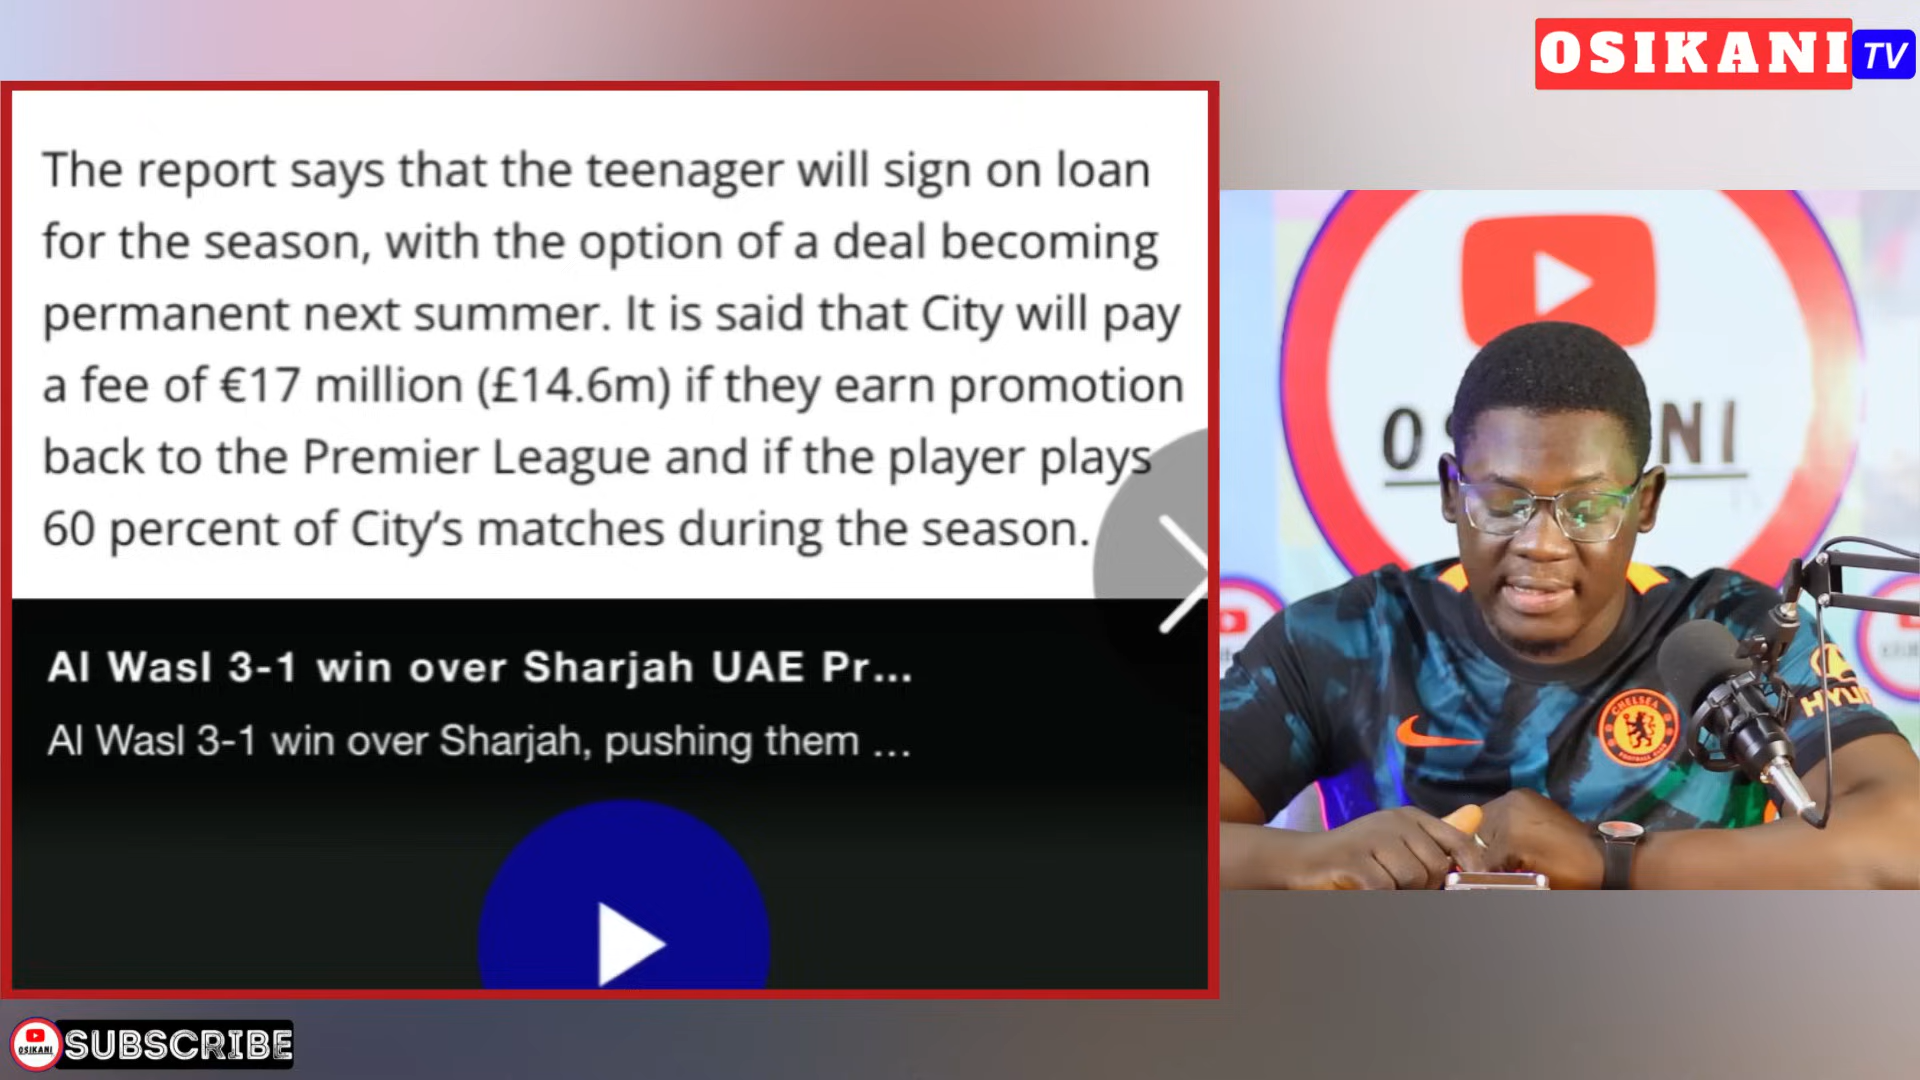 OSIKANI TV
The report says that the teenager will sign on loan
for the season, with the option of a deal becoming
permanent next summer. It is said that City will pay
a fee of €17 million (£14.6m) if they earn promotion
back to the Premier League and if the player plays
60 percent of City's matches during the season.
Al Wasl 3-1 win over Sharjah UAE Pr...
Al Wasl 3-1 win over Sharjah, pushing them ...
CHELSEA
FOOTBALL CLUB
OSIKANI
SUBSCRIBE